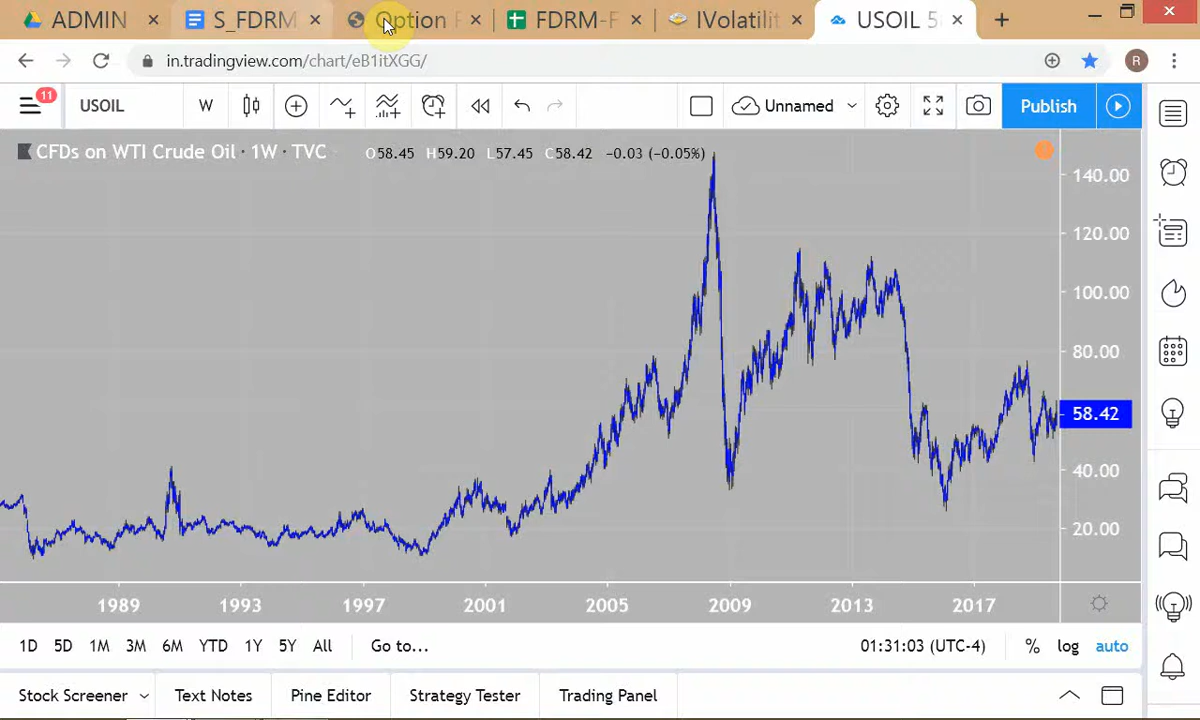 ADMIN
S_FDRM
Option
FDRM-F
IVolatilit
USOIL
in.tradingview.com/chart/eB1itXGG/
R
11
USOIL
W
Unnamed
Publish
CFDs on WTI Crude Oil · 1W · TVC
O58.45 H59.20 L57.45 C58.42 −0.03 (−0.05%)
140.00
120.00
100.00
80.00
58.42
40.00
20.00
1989 1993 1997 2001 2005 2009 2013 2017
1D 5D 1M 3M 6M YTD 1Y 5Y All Go to... 01:31:03 (UTC-4) % log auto
Stock Screener Text Notes Pine Editor Strategy Tester Trading Panel